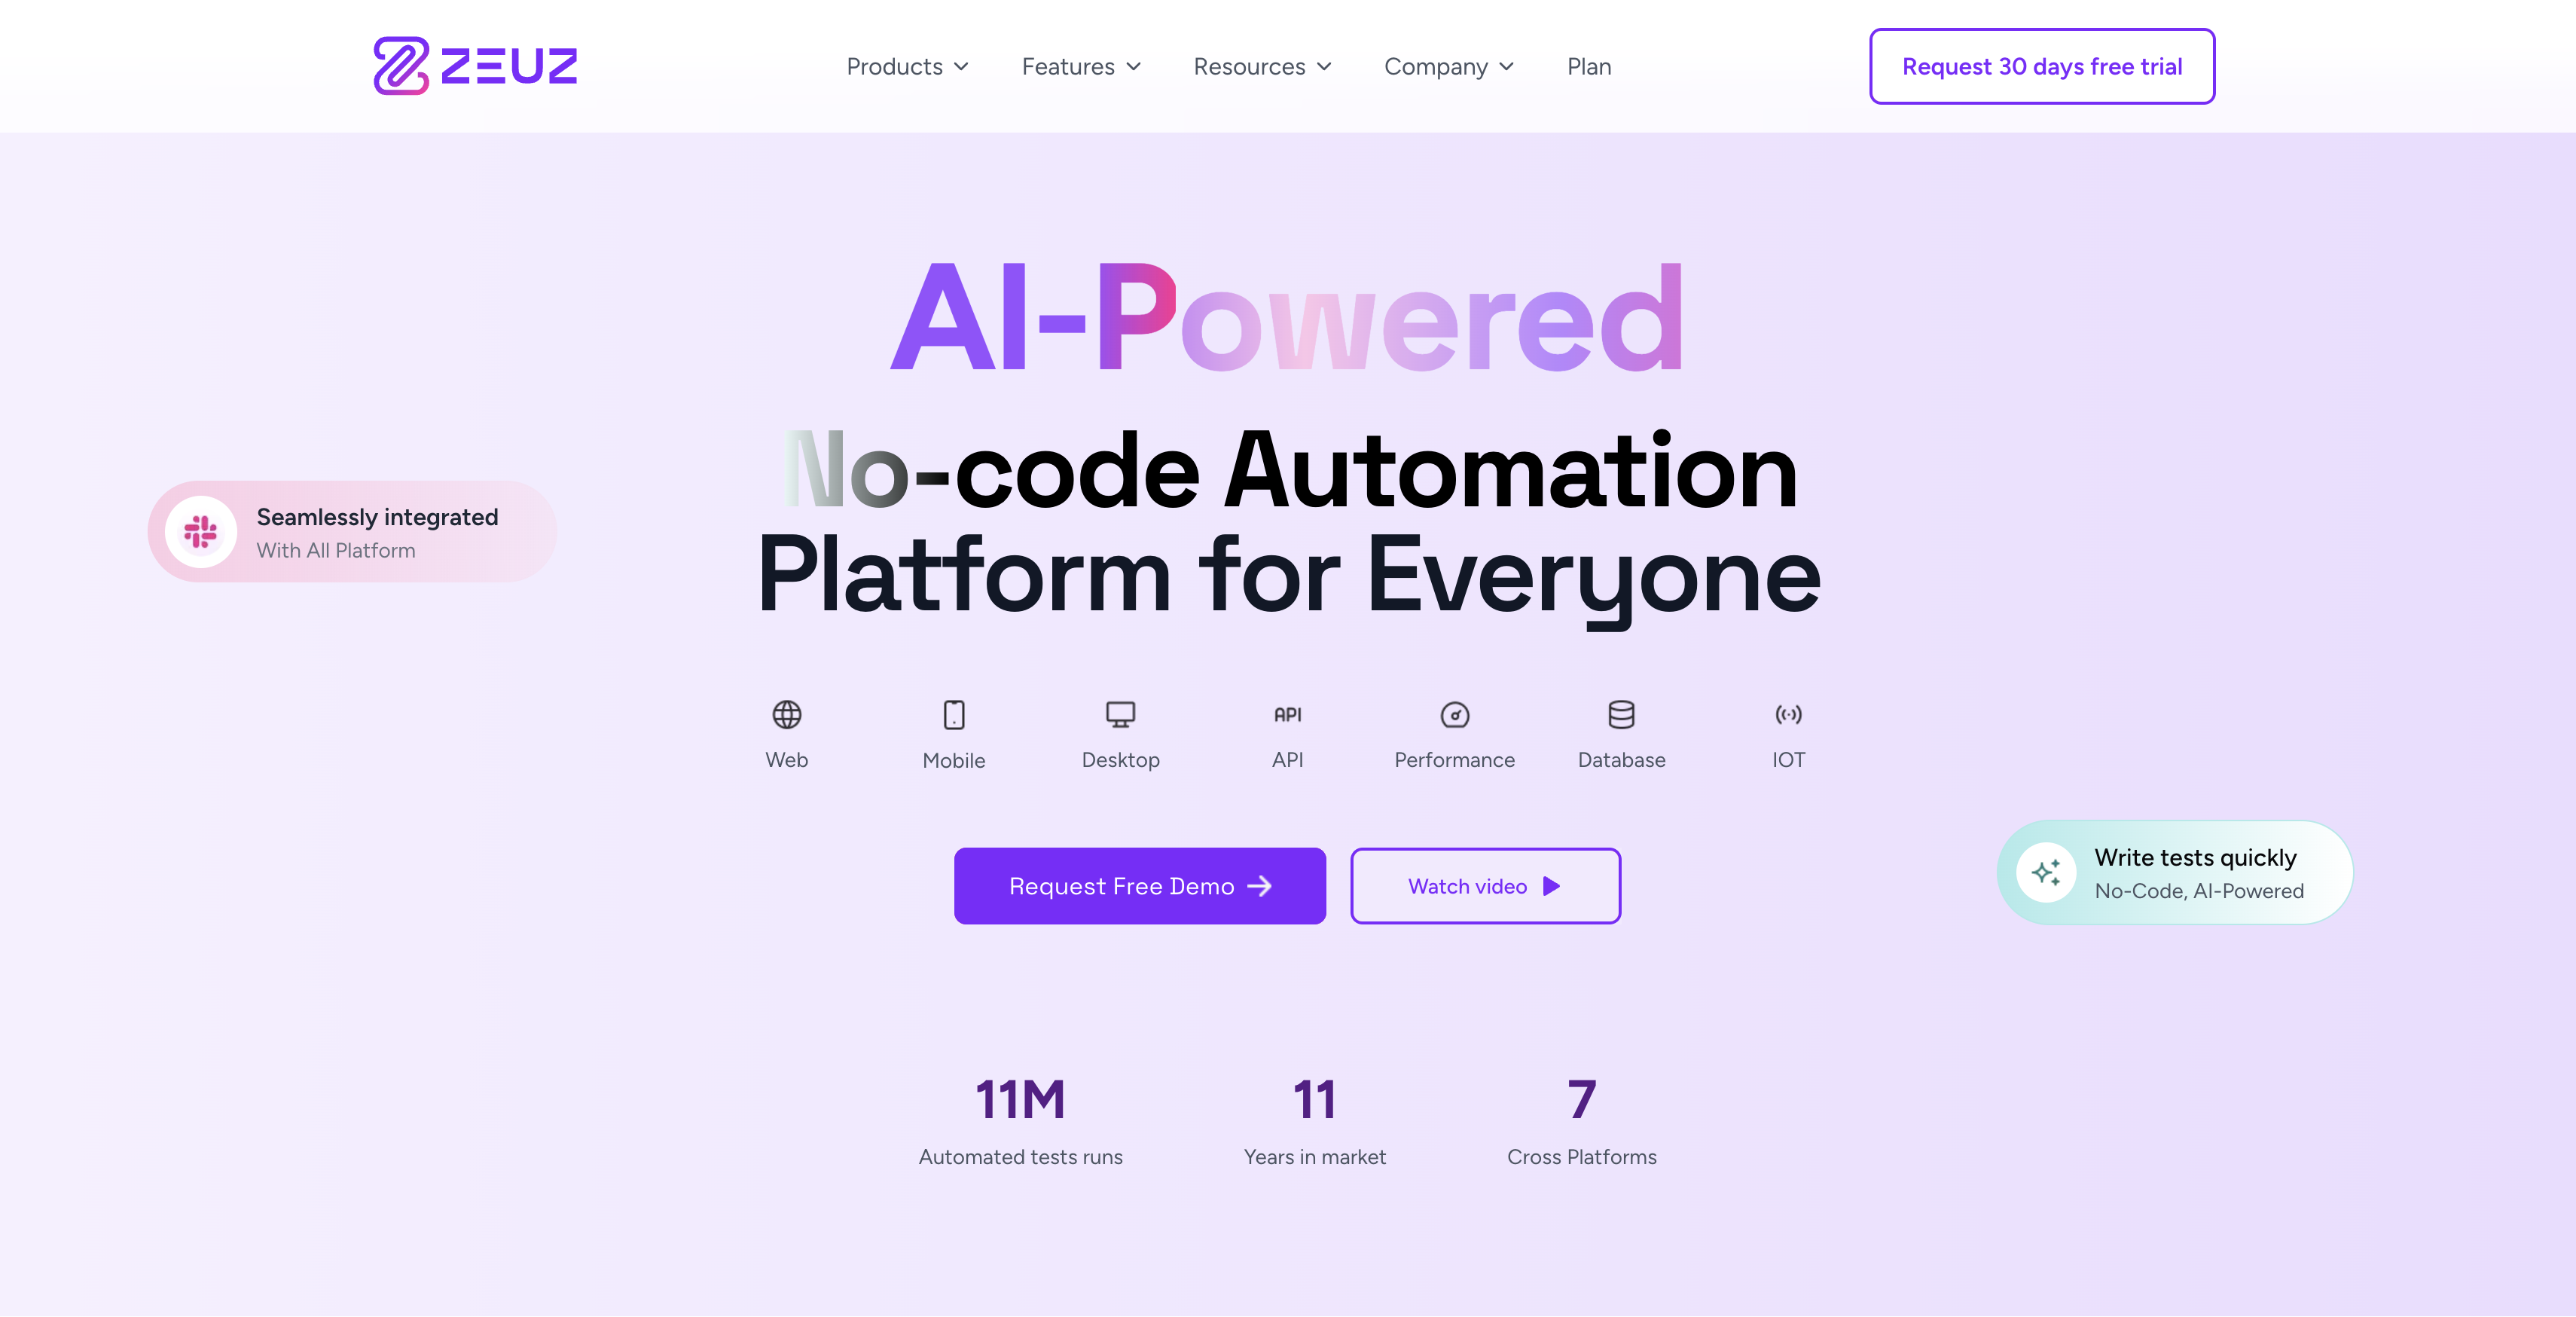 ZEUZ
Products
Features
Resources
Company
Plan
Request 30 days free trial
AI-Powered
No-code Automation
Platform for Everyone
Seamlessly integrated
With All Platform
Web
Mobile
Desktop
API
API
Performance
Database
IOT
Request Free Demo
Watch video
Write tests quickly
No-Code, AI-Powered
11M
Automated tests runs
11
Years in market
7
Cross Platforms